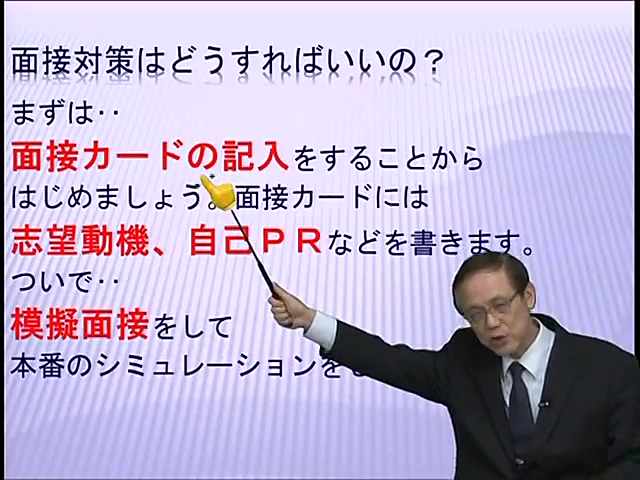 面接対策はどうすればいいの？
まずは‥
面接カードの記入をすることから
はじめましょう。面接カードには
志望動機、自己ＰＲなどを書きます。
ついで‥
模擬面接をして
本番のシミュレーションを